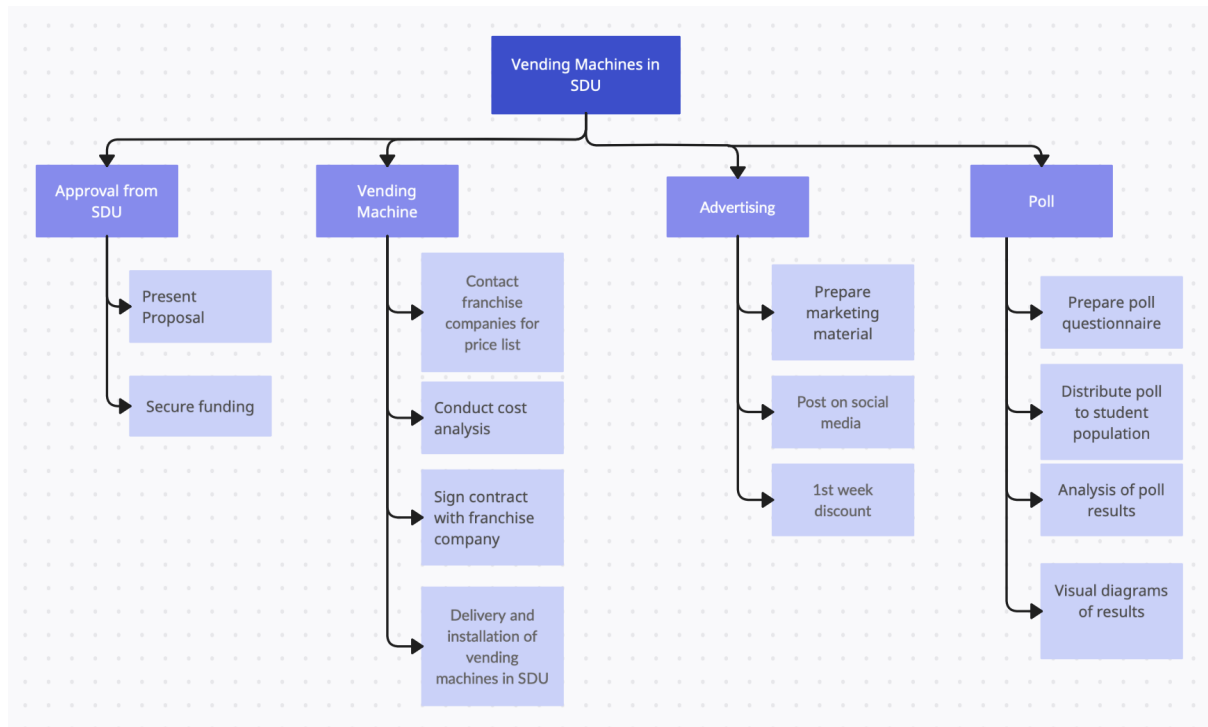 Vending Machines in
SDU
Approval from
SDU
Present
Proposal
Secure funding
Vending
Machine
Contact
franchise
companies for
price list
Conduct cost
analysis
Sign contract
with franchise
company
Delivery and
installation of
vending
machines in SDU
Advertising
Prepare
marketing
material
Post on social
media
1st week
discount
Poll
Prepare poll
questionnaire
Distribute poll
to student
population
Analysis of poll
results
Visual diagrams
of results